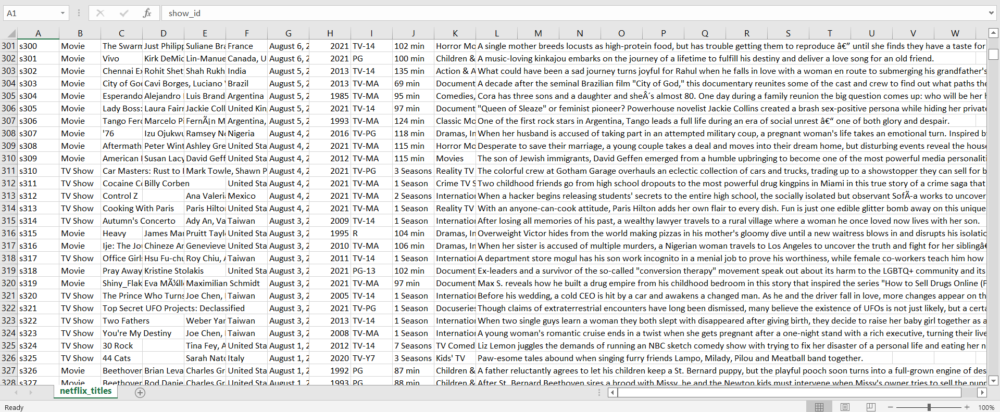 A1 fx show_id
A B C D E F G H I J K L M N O P Q R S T U V W
301 s300 Movie The Swarm Just Philipp Suliane Bra France August 6, 2 2021 TV-14 102 min Horror Mo A single mother breeds locusts as high-protein food, but has trouble getting them to reproduce â€” until she finds they have a taste for
302 s301 Movie Vivo Kirk DeMic Lin-Manue Canada, U August 6, 2 2021 PG 100 min Children & A music-loving kinkajou embarks on the journey of a lifetime to fulfill his destiny and deliver a love song for an old friend.
303 s302 Movie Chennai Ex Rohit Shet Shah Rukh India August 5, 2 2013 TV-14 135 min Action & A What could have been a sad journey turns joyful for Rahul when he falls in love with a woman en route to submerging his grandfather's
304 s303 Movie City of God Cavi Borges, Luciano Brazil August 5, 2 2013 TV-MA 69 min Document A decade after the seminal Brazilian film "City of God," this documentary reunites some of the cast and crew to find out what paths the
305 s304 Movie Esperando Alejandro Luis Brand Argentina August 5, 2 1985 TV-MA 95 min Comedies, Cora has three sons and a daughter and sheÂ´s almost 80. One day during a family reunion the big question comes up: who will be her
306 s305 Movie Lady Boss: Laura Fairr Jackie Coll United Kin August 5, 2 2021 TV-14 97 min Document "Queen of Sleaze" or feminist pioneer? Powerhouse novelist Jackie Collins created a brash sex-positive persona while hiding her private
307 s306 Movie Tango Fero Marcelo Pi FernÃ¡n M Argentina, August 5, 2 1993 TV-MA 124 min Classic Mo One of the first rock stars in Argentina, Tango leads a full life during an era of social unrest â€“ one of both glory and despair.
308 s307 Movie '76 Izu Ojukwu Ramsey No Nigeria August 4, 2 2016 TV-PG 118 min Dramas, In When her husband is accused of taking part in an attempted military coup, a pregnant woman's life takes an emotional turn. Inspired b
309 s308 Movie Aftermath Peter Wint Ashley Gre United Sta August 4, 2 2021 TV-MA 115 min Horror Mo Desperate to save their marriage, a young couple takes a deal and moves into their dream home, but disturbing events reveal the house
310 s309 Movie American Susan Lacy David Geff United Sta August 4, 2 2012 TV-MA 115 min Movies The son of Jewish immigrants, David Geffen emerged from a humble upbringing to become one of the most powerful media personaliti
311 s310 TV Show Car Masters: Rust to Mark Towle, Shawn P August 4, 2 2021 TV-PG 3 Seasons Reality TV The colorful crew at Gotham Garage overhauls an eclectic collection of cars and trucks, trading up to a showstopper they can sell for b
312 s311 TV Show Cocaine Co Billy Corben United Sta August 4, 2 2021 TV-MA 1 Season Crime TV S Two childhood friends go from high school dropouts to the most powerful drug kingpins in Miami in this true story of a crime saga that
313 s312 TV Show Control Z Ana Valeria Mexico August 4, 2 2021 TV-MA 2 Seasons Internatio When a hacker begins releasing students' secrets to the entire high school, the socially isolated but observant SofÃ-a works to uncover
314 s313 TV Show Cooking With Paris Paris Hilto United Sta August 4, 2 2021 TV-MA 1 Season Reality TV With an anyone-can-cook attitude, Paris Hilton adds her own flair to every dish. Fun is just one edible glitter bomb away on this unique
315 s314 TV Show Autumn's Concerto Ady An, Va Taiwan August 3, 2 2009 TV-14 1 Season Internatio After losing all memories of his past, a wealthy lawyer travels to a rural village where a woman he once loved now lives with her son.
316 s315 Movie Heavy James Man Pruitt Tayl United Sta August 3, 2 1995 R 104 min Dramas, In Overweight Victor hides from the world making pizzas in his mother's gloomy dive until a new waitress blows in and disrupts his isolatio
317 s316 Movie Ije: The Jou Chineze An Genevieve United Sta August 3, 2 2010 TV-MA 106 min Dramas, In When her sister is accused of multiple murders, a Nigerian woman travels to Los Angeles to uncover the truth and fight for her siblingâ€
318 s317 TV Show Office Girls Hsu Fu-chu Roy Chiu, A Taiwan August 3, 2 2011 TV-14 1 Season Internatio A department store mogul has his son work incognito in a menial job to prove his worthiness, while female co-workers teach him how
319 s318 Movie Pray Away Kristine Stolakis United Sta August 3, 2 2021 PG-13 102 min Document Ex-leaders and a survivor of the so-called "conversion therapy" movement speak out about its harm to the LGBTQ+ community and its
320 s319 Movie Shiny_Flak Eva MÃ¼lle Maximilian Schmidt August 3, 2 2021 TV-MA 97 min Document Max S. reveals how he built a drug empire from his childhood bedroom in this story that inspired the series "How to Sell Drugs Online (F
321 s320 TV Show The Prince Who Turns Joe Chen, Taiwan August 3, 2 2005 TV-14 1 Season Internatio Before his wedding, a cold CEO is hit by a car and awakens a changed man. As he and the driver fall in love, more changes appear on th
322 s321 TV Show Top Secret UFO Projects: Declassified August 3, 2 2021 TV-PG 1 Season Docuseries Though claims of extraterrestrial encounters have long been dismissed, many believe the existence of UFOs is not just likely, but a certa
323 s322 TV Show Two Fathers Weber Yan Taiwan August 3, 2 2013 TV-14 1 Season Internatio When two single guys learn a woman they both slept with disappeared after giving birth, they decide to raise her baby girl together as a
324 s323 TV Show You're My Destiny Joe Chen, Taiwan August 3, 2 2008 TV-MA 1 Season Internatio A young woman's romantic cruise ends in a twist when she gets pregnant after a one-night stand with a rich executive, turning their live
325 s324 TV Show 30 Rock Tina Fey, A United Sta August 1, 2 2012 TV-14 7 Seasons TV Comed Liz Lemon juggles the demands of running an NBC sketch comedy show with trying to fix her disaster of a personal life and eating her n
326 s325 TV Show 44 Cats Sarah Nato Italy August 1, 2 2020 TV-Y7 3 Seasons Kids' TV Paw-esome tales abound when singing furry friends Lampo, Milady, Pilou and Meatball band together.
327 s326 Movie Beethoven Brian Leva Charles Gr United Sta August 1, 2 1992 PG 87 min Children & A father reluctantly agrees to let his children keep a St. Bernard puppy, but the playful pooch soon turns into a full-grown engine of des
328 s327 Movie Beethoven Rod Danie Charles Gr United Sta August 1, 2 1993 PG 88 min Children & After St. Bernard Beethoven sires a brood with Missy, he and the Newton kids must intervene when Missy's owner tries to sell the pupp
netflix_titles
Ready 100%